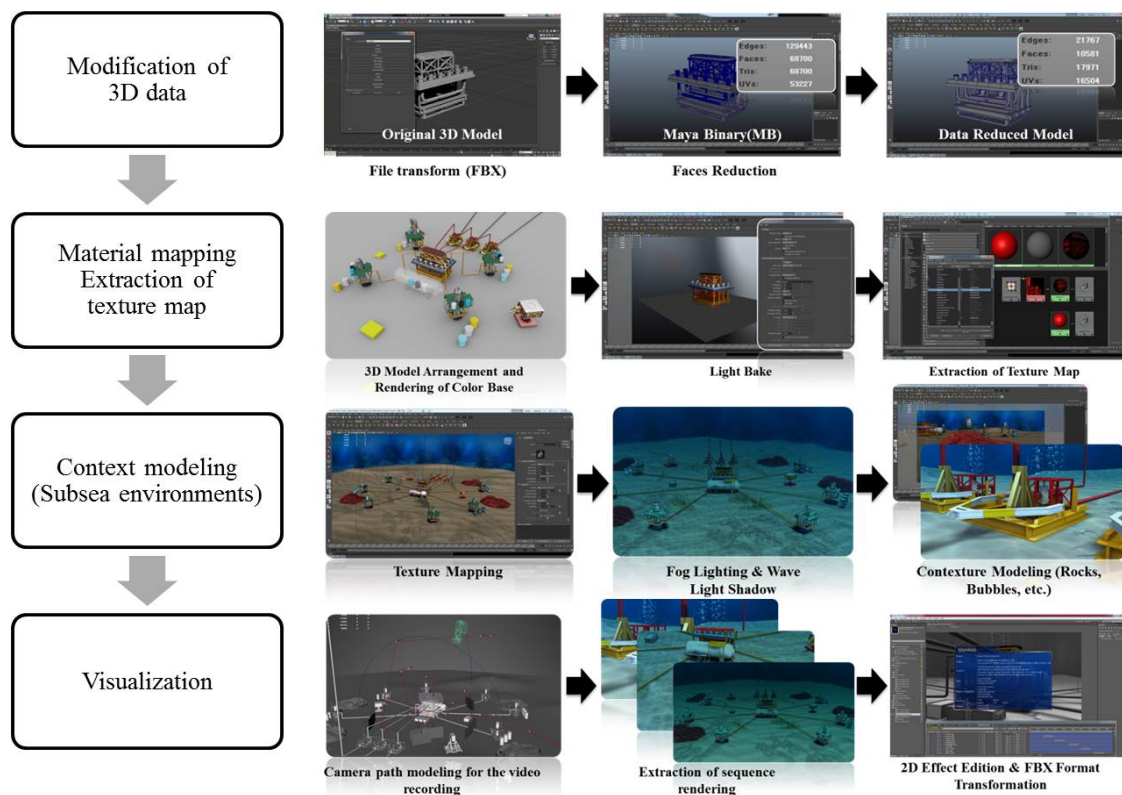 Modification of
3D data
Edges: 129443
Faces: 68700
Tris: 68700
UVs: 53227
Edges: 21767
Faces: 10581
Tris: 17971
UVs: 16504
Original 3D Model
Maya Binary(MB)
Data Reduced Model
File transform (FBX)
Faces Reduction
Material mapping
Extraction of
texture map
3D Model Arrangement and
Rendering of Color Base
Light Bake
Extraction of Texture Map
Context modeling
(Subsea environments)
Texture Mapping
Fog Lighting & Wave
Light Shadow
Contexture Modeling (Rocks,
Bubbles, etc.)
Visualization
Camera path modeling for the video
recording
Extraction of sequence
rendering
2D Effect Edition & FBX Format
Transformation